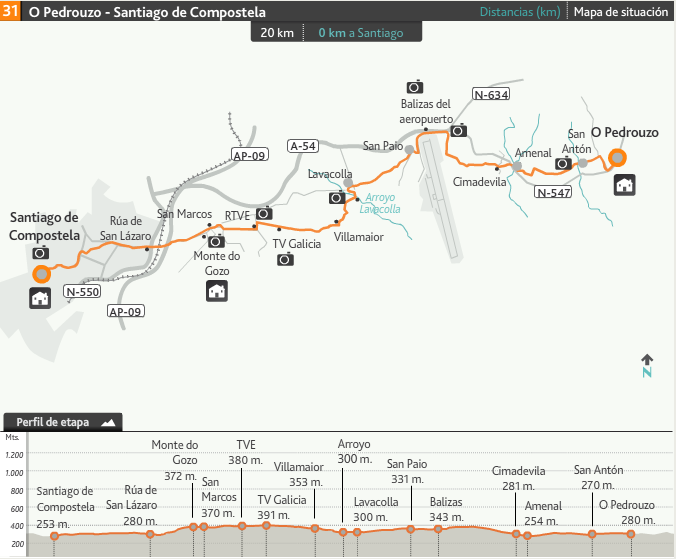 31 O Pedrouzo - Santiago de Compostela
Distancias (km) Mapa de situación
20 km 0 km a Santiago
N-634
Balizas del
aeropuerto
San
Antón
O Pedrouzo
A-54
San Paio
AP-09
Amenal
Lavacolla
Cimadevila
N-547
Arroyo
Lavacolla
Santiago de
Compostela
Rúa de
San Lázaro
San Marcos
RTVE
TV Galicia
Villamaior
Monte do
Gozo
N-550
AP-09
N
Perfil de etapa
Mts.
1.200
1.000
800
600
400
200
Santiago de
Compostela
253 m.
Rúa de
San Lázaro
280 m.
Monte do
Gozo
372 m.
San
Marcos
370 m.
TVE
380 m.
TV Galicia
391 m.
Villamaior
353 m.
Arroyo
300 m.
Lavacolla
300 m.
San Paio
331 m.
Balizas
343 m.
Cimadevila
281 m.
Amenal
254 m.
San Antón
270 m.
O Pedrouzo
280 m.